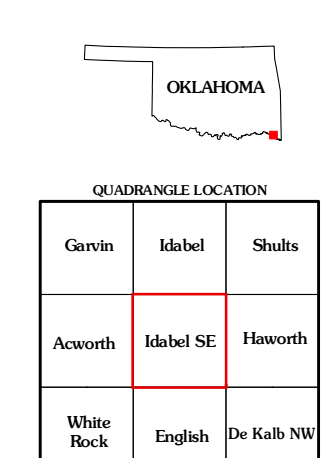 OKLAHOMA
QUADRANGLE LOCATION
Garvin
Idabel
Shults
Acworth
Idabel SE
Haworth
White
Rock
English
De Kalb NW